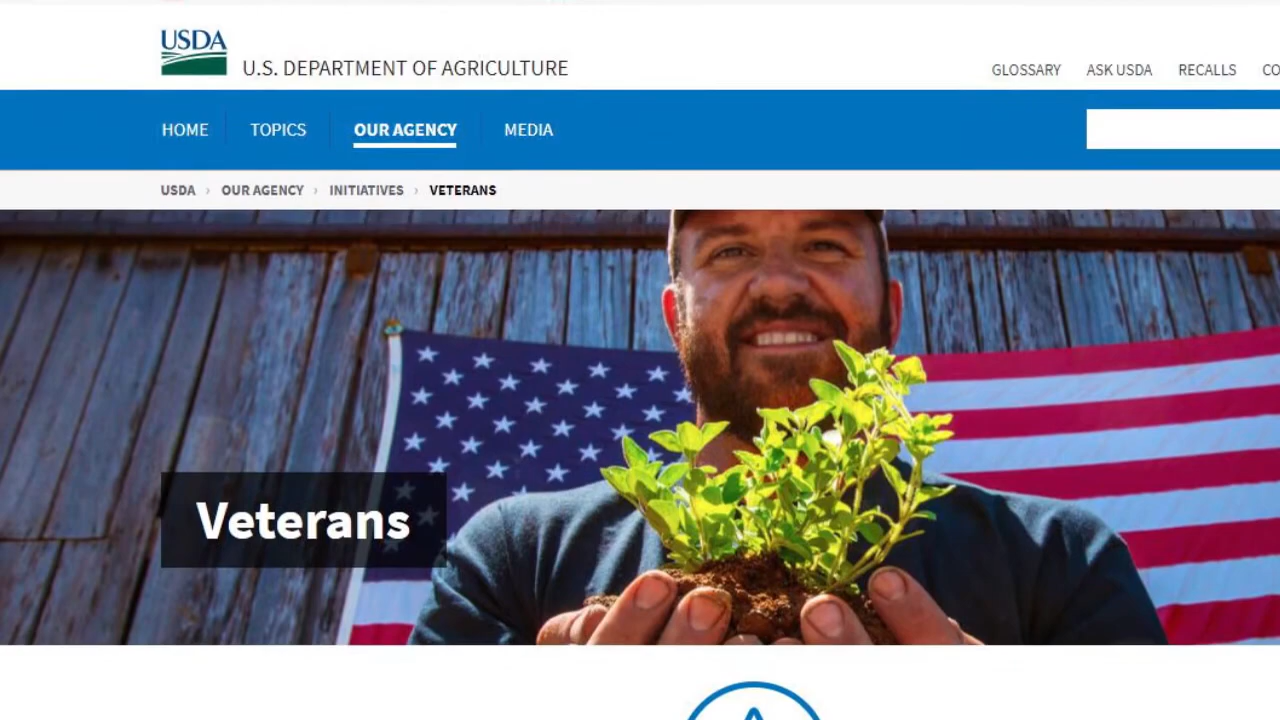 USDA
U.S. DEPARTMENT OF AGRICULTURE
GLOSSARY ASK USDA RECALLS
HOME TOPICS OUR AGENCY MEDIA
USDA › OUR AGENCY › INITIATIVES › VETERANS
Veterans